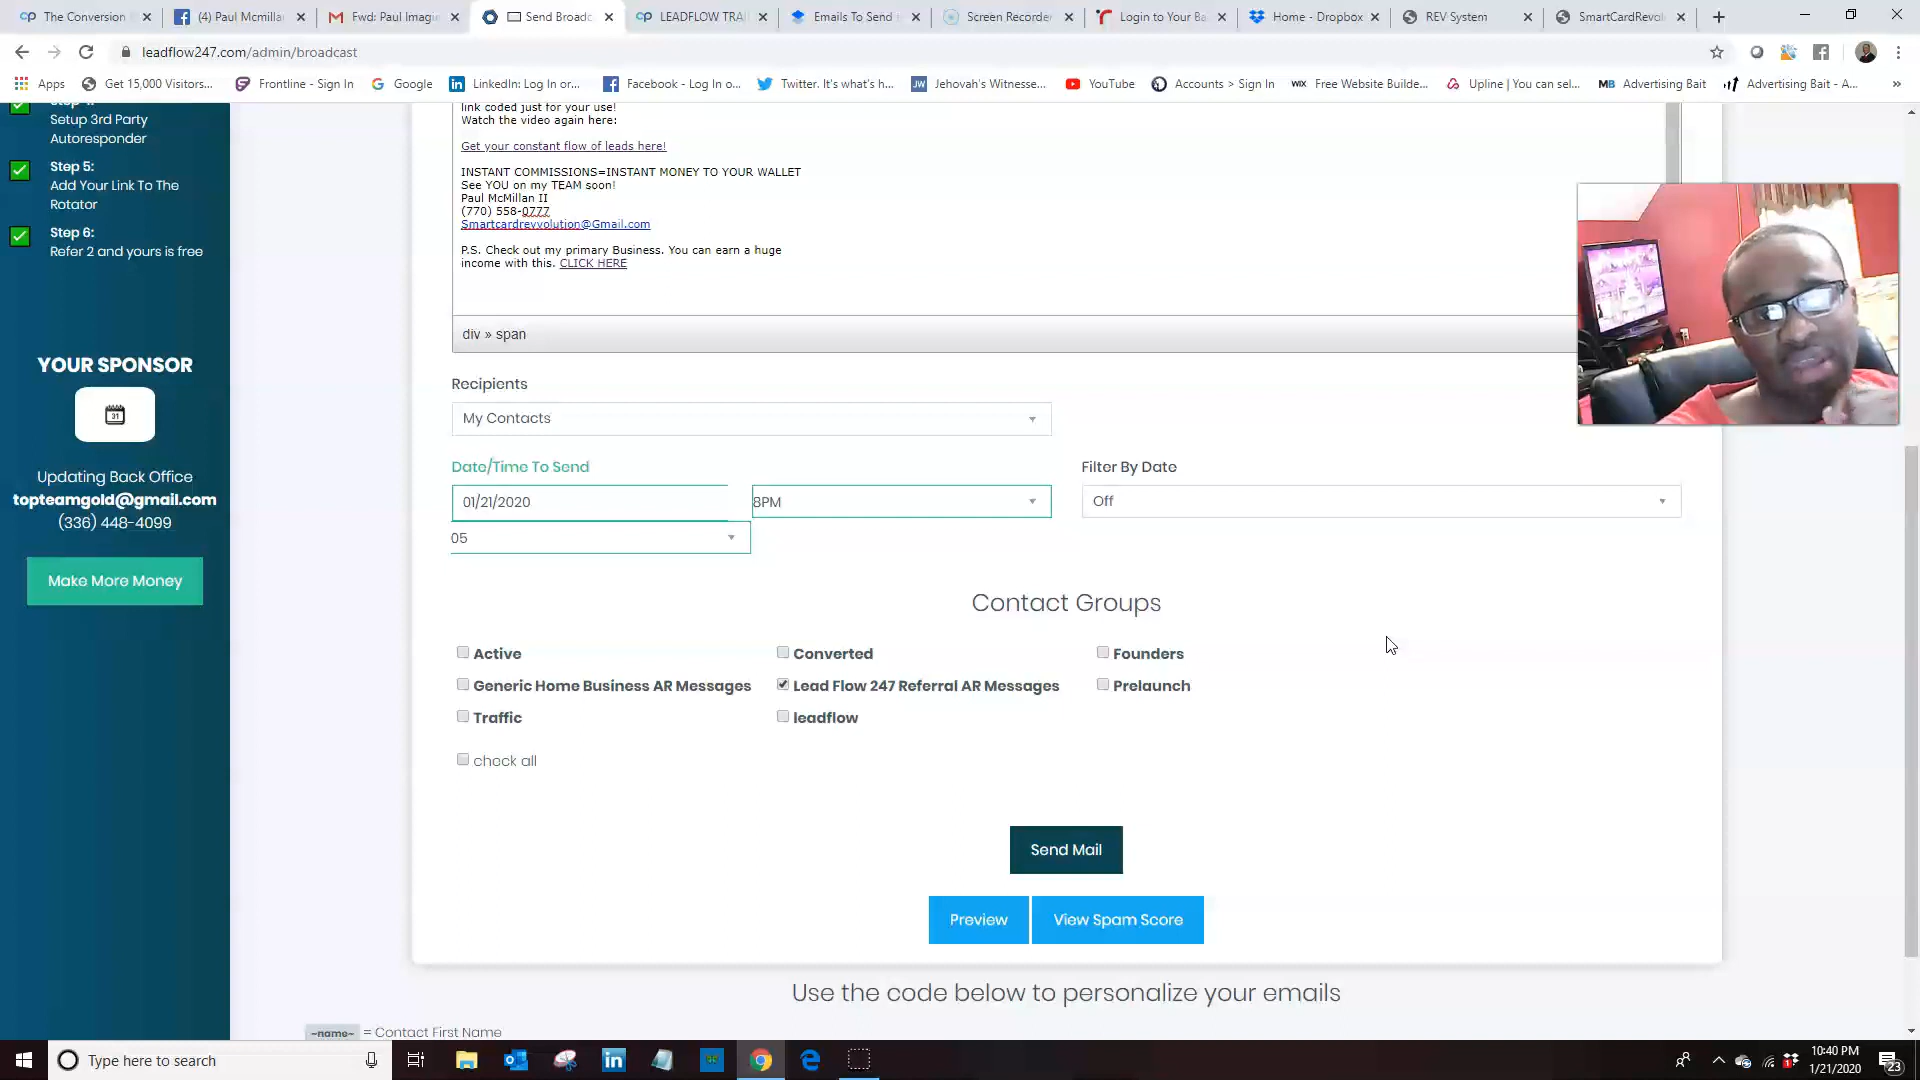 The Conversion
(4) Paul Mcmilla
Fwd: Paul Imagi
Send Broadc
LEADFLOW TRA
Emails To Send
Screen Recorder
Login to Your Ba
Home - Dropbox
REV System
SmartCardRevol
leadflow247.com/admin/broadcast
Apps
Get 15,000 Visitors...
Frontline - Sign In
Google
LinkedIn: Log In or...
Facebook - Log In o...
Twitter. It's what's h...
Jehovah's Witnesse...
YouTube
Accounts > Sign In
Free Website Builde...
Upline | You can sel...
Advertising Bait
Advertising Bait - A...
Setup 3rd Party
Autoresponder
Step 5:
Add Your Link To The
Rotator
Step 6:
Refer 2 and yours is free
YOUR SPONSOR
31
Updating Back Office
topteamgold@gmail.com
(336) 448-4099
Make More Money
link coded just for your use!
Watch the video again here:
Get your constant flow of leads here!
INSTANT COMMISSIONS=INSTANT MONEY TO YOUR WALLET
See YOU on my TEAM soon!
Paul McMillan II
(770) 558-0777
Smartcardrevvolution@Gmail.com
P.S. Check out my primary Business. You can earn a huge
income with this. CLICK HERE
div » span
Recipients
My Contacts
Date/Time To Send
Filter By Date
01/21/2020
8PM
Off
05
Contact Groups
Active
Converted
Founders
Generic Home Business AR Messages
Lead Flow 247 Referral AR Messages
Prelaunch
Traffic
leadflow
check all
Send Mail
Preview
View Spam Score
Use the code below to personalize your emails
~name~ = Contact First Name
Type here to search
10:40 PM
1/21/2020
23